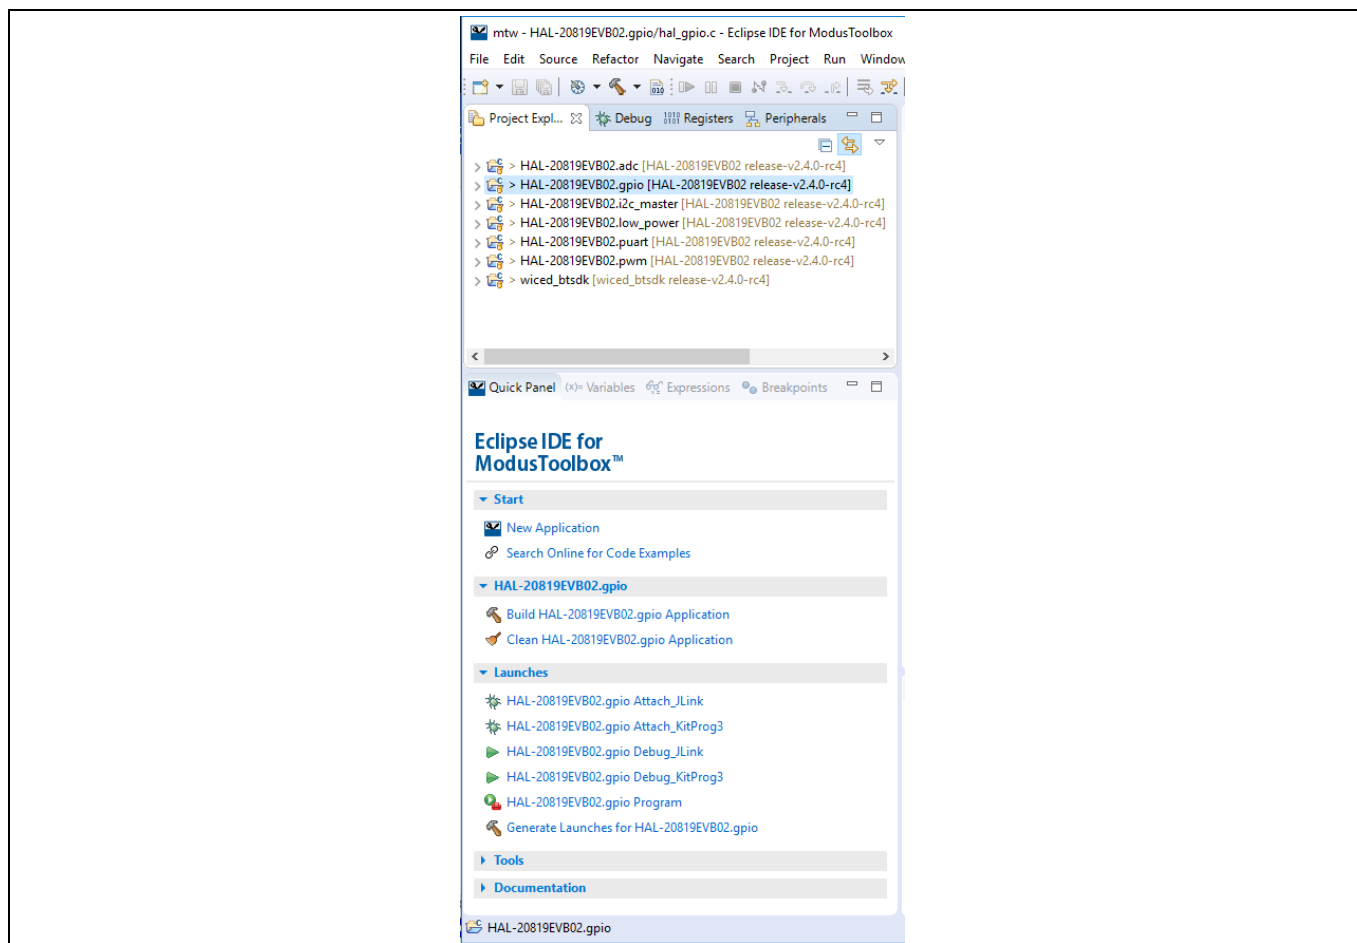 mtw - HAL-20819EVB02.gpio/hal_gpio.c - Eclipse IDE for ModusToolbox
File Edit Source Refactor Navigate Search Project Run Window
010
Project Expl... Debug 1010 0101 Registers Peripherals
> HAL-20819EVB02.adc [HAL-20819EVB02 release-v2.4.0-rc4]
> HAL-20819EVB02.gpio [HAL-20819EVB02 release-v2.4.0-rc4]
> HAL-20819EVB02.i2c_master [HAL-20819EVB02 release-v2.4.0-rc4]
> HAL-20819EVB02.low_power [HAL-20819EVB02 release-v2.4.0-rc4]
> HAL-20819EVB02.puart [HAL-20819EVB02 release-v2.4.0-rc4]
> HAL-20819EVB02.pwm [HAL-20819EVB02 release-v2.4.0-rc4]
> wiced_btsdk [wiced_btsdk release-v2.4.0-rc4]
Quick Panel (x)= Variables Expressions Breakpoints
Eclipse IDE for
ModusToolbox™
Start
New Application
Search Online for Code Examples
HAL-20819EVB02.gpio
Build HAL-20819EVB02.gpio Application
Clean HAL-20819EVB02.gpio Application
Launches
HAL-20819EVB02.gpio Attach_JLink
HAL-20819EVB02.gpio Attach_KitProg3
HAL-20819EVB02.gpio Debug_JLink
HAL-20819EVB02.gpio Debug_KitProg3
HAL-20819EVB02.gpio Program
Generate Launches for HAL-20819EVB02.gpio
Tools
Documentation
HAL-20819EVB02.gpio